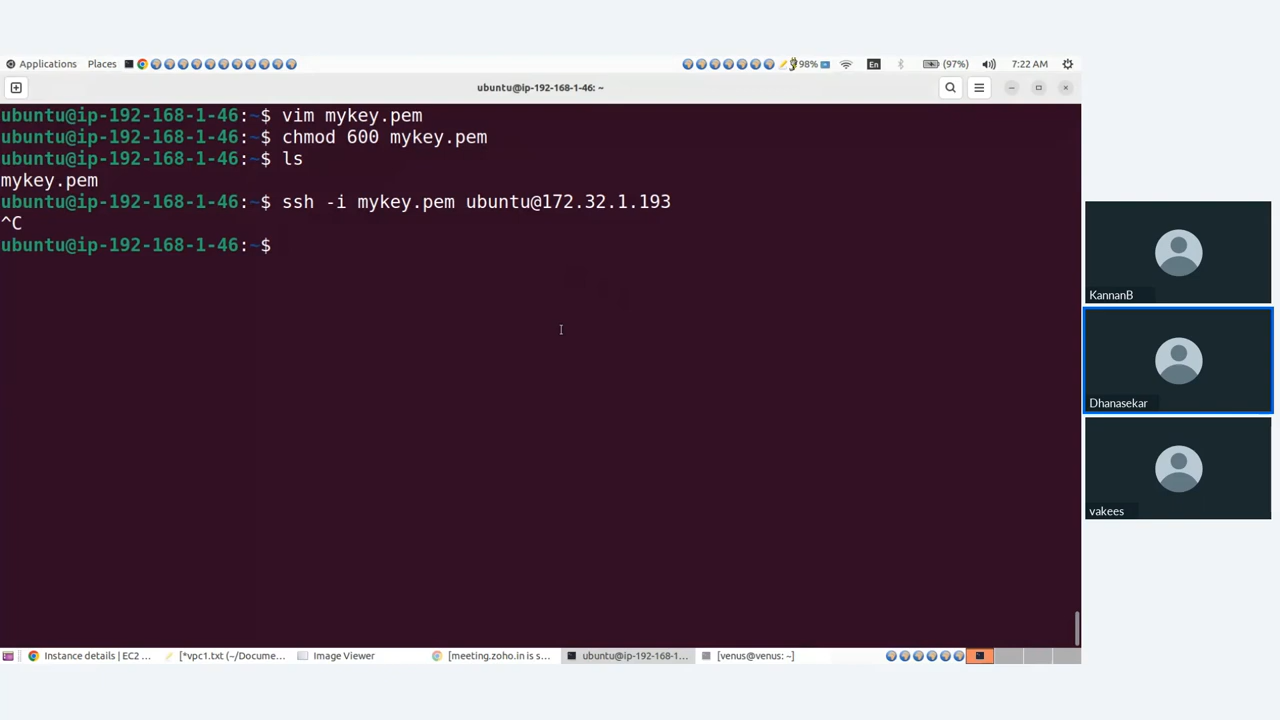 Applications Places 98% En (97%) 7:22 AM
ubuntu@ip-192-168-1-46: ~
ubuntu@ip-192-168-1-46:~$ vim mykey.pem
ubuntu@ip-192-168-1-46:~$ chmod 600 mykey.pem
ubuntu@ip-192-168-1-46:~$ ls
mykey.pem
ubuntu@ip-192-168-1-46:~$ ssh -i mykey.pem ubuntu@172.32.1.193
^C
ubuntu@ip-192-168-1-46:~$
KannanB
Dhanasekar
vakees
Instance details | EC2 ... [*vpc1.txt (~/Docume... Image Viewer [meeting.zoho.in is s... ubuntu@ip-192-168-1... [venus@venus: ~]